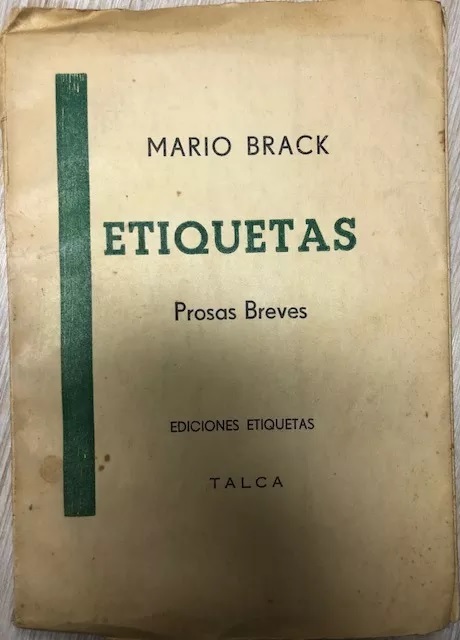 MARIO BRACK
ETIQUETAS
Prosas Breves
EDICIONES ETIQUETAS
TALCA